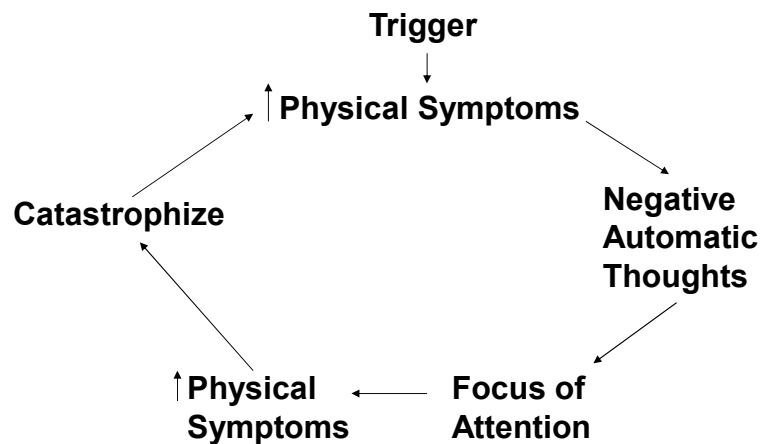 Trigger
Physical Symptoms
Negative
Automatic
Thoughts
Focus of
Attention
Physical
Symptoms
Catastrophize